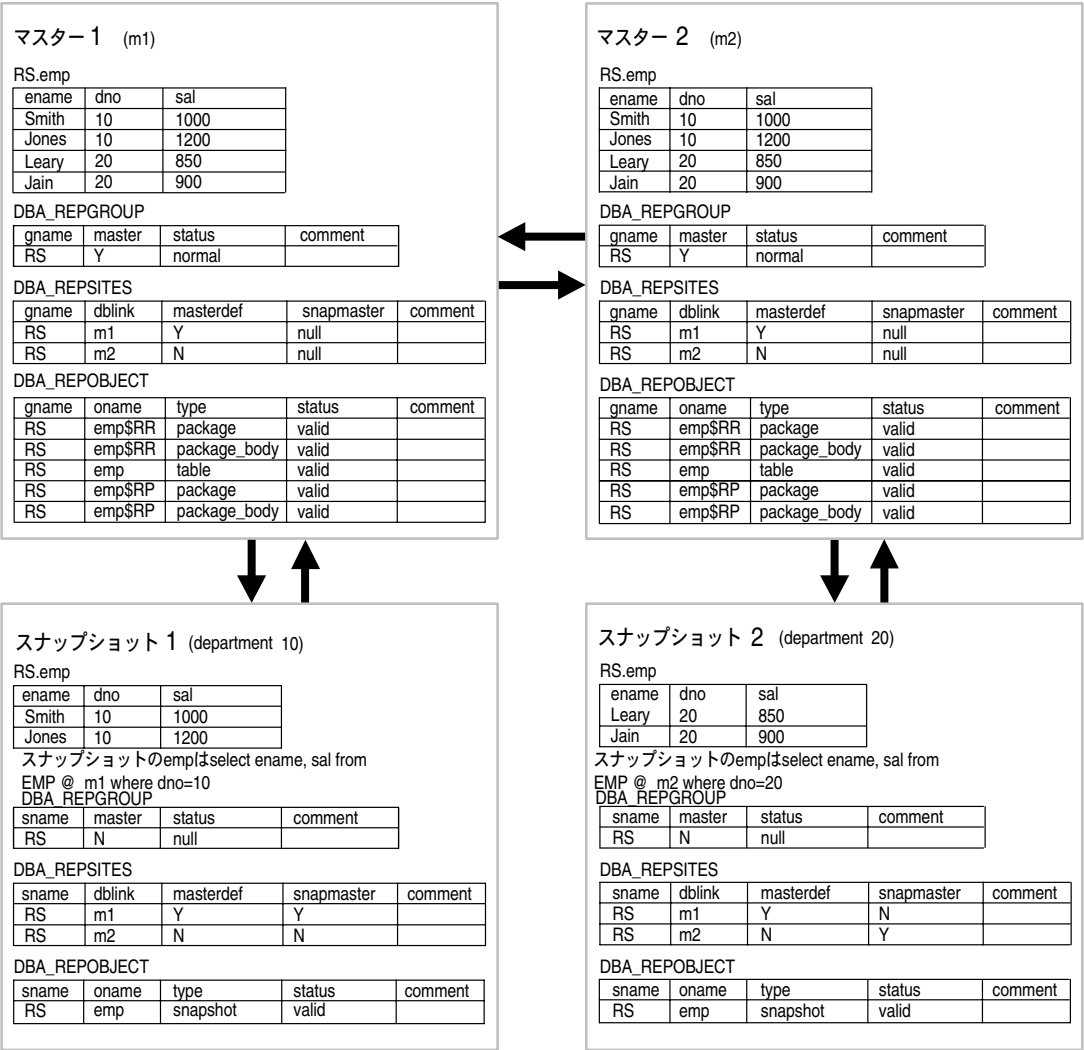 マスター 1 (m1)
RS.emp
ename dno sal
Smith 10 1000
Jones 10 1200
Leary 20 850
Jain 20 900
DBA_REPGROUP
gname master status comment
RS Y normal
DBA_REPSITES
gname dblink masterdef snapmaster comment
RS m1 Y null
RS m2 N null
DBA_REPOBJECT
gname oname type status comment
RS emp$RR package valid
RS emp$RR package_body valid
RS emp table valid
RS emp$RP package valid
RS emp$RP package_body valid
マスター 2 (m2)
RS.emp
ename dno sal
Smith 10 1000
Jones 10 1200
Leary 20 850
Jain 20 900
DBA_REPGROUP
gname master status comment
RS Y normal
DBA_REPSITES
gname dblink masterdef snapmaster comment
RS m1 Y null
RS m2 N null
DBA_REPOBJECT
gname oname type status comment
RS emp$RR package valid
RS emp$RR package_body valid
RS emp table valid
RS emp$RP package valid
RS emp$RP package_body valid
スナップショット 1 (department 10)
RS.emp
ename dno sal
Smith 10 1000
Jones 10 1200
スナップショットのempはselect ename, sal from
EMP @ m1 where dno=10
DBA_REPGROUP
sname master status comment
RS N null
DBA_REPSITES
sname dblink masterdef snapmaster comment
RS m1 Y Y
RS m2 N N
DBA_REPOBJECT
sname oname type status comment
RS emp snapshot valid
スナップショット 2 (department 20)
RS.emp
ename dno sal
Leary 20 850
Jain 20 900
スナップショットのempはselect ename, sal from
EMP @ m2 where dno=20
DBA_REPGROUP
sname master status comment
RS N null
DBA_REPSITES
sname dblink masterdef snapmaster comment
RS m1 Y N
RS m2 N Y
DBA_REPOBJECT
sname oname type status comment
RS emp snapshot valid